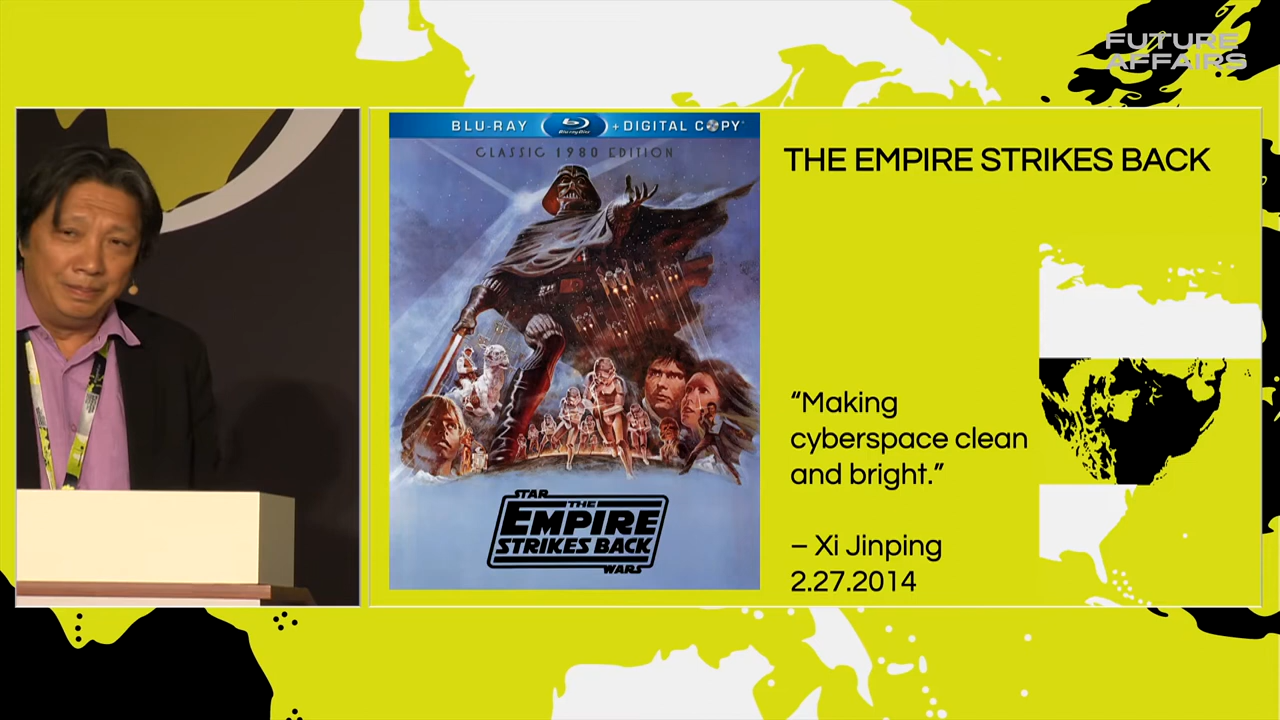 FUTURE
AFFAIRS
BLU-RAY Blu-ray Disc + DIGITAL COPY
CLASSIC 1980 EDITION
STAR
THE
EMPIRE
STRIKES BACK
WARS
THE EMPIRE STRIKES BACK
“Making
cyberspace clean
and bright.”
– Xi Jinping
2.27.2014